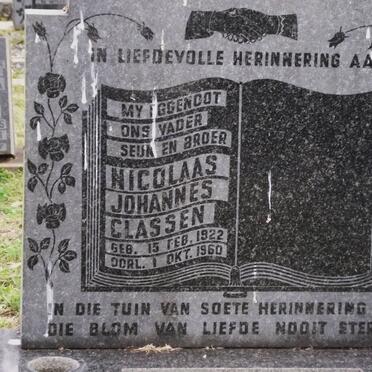 IN LIEFDEVOLLE HERINNERING AA
MY EGGENOOT
ONS VADER
SEUN EN BROER
NICOLAAS
JOHANNES
CLASSEN
GEB. 15 FEB. 1922
OORL. 1 OKT. 1960
IN DIE TUIN VAN SOETE HERINNERING
DIE BLOM VAN LIEFDE NOOIT STER